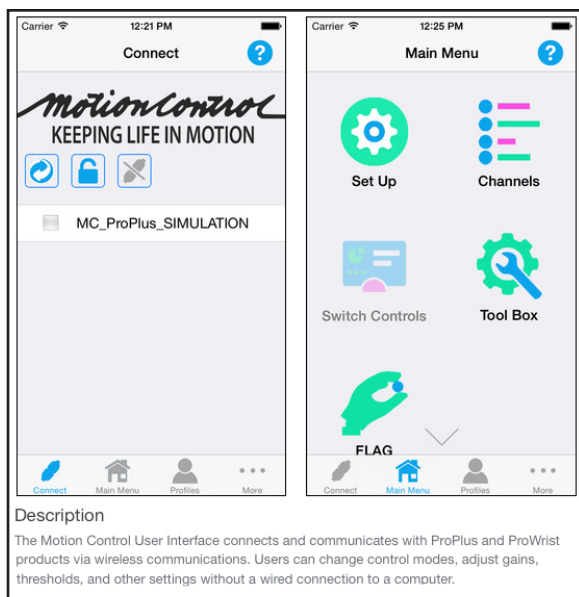 Carrier 12:21 PM
Connect
?
Motion Control
KEEPING LIFE IN MOTION
MC_ProPlus_SIMULATION
Connect Main Menu Profiles More
Carrier 12:25 PM
Main Menu
?
Set Up Channels
Switch Controls Tool Box
FLAG
Connect Main Menu Profiles More
Description
The Motion Control User Interface connects and communicates with ProPlus and ProWrist
products via wireless communications. Users can change control modes, adjust gains,
thresholds, and other settings without a wired connection to a computer.